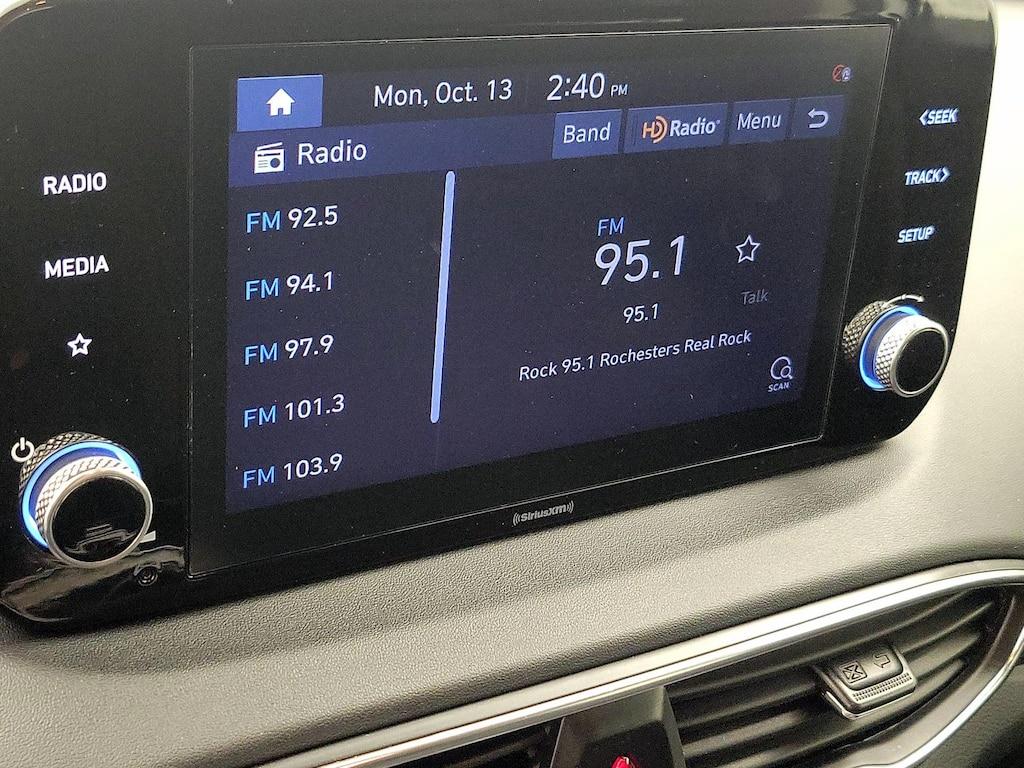 Mon, Oct. 13 2:40 PM
Radio Band HD Radio Menu
RADIO
MEDIA
FM 92.5
FM 94.1
FM 97.9
FM 101.3
FM 103.9
FM
95.1
Talk
95.1
Rock 95.1 Rochesters Real Rock
SCAN
SEEK
TRACK
SETUP
((SiriusXM))